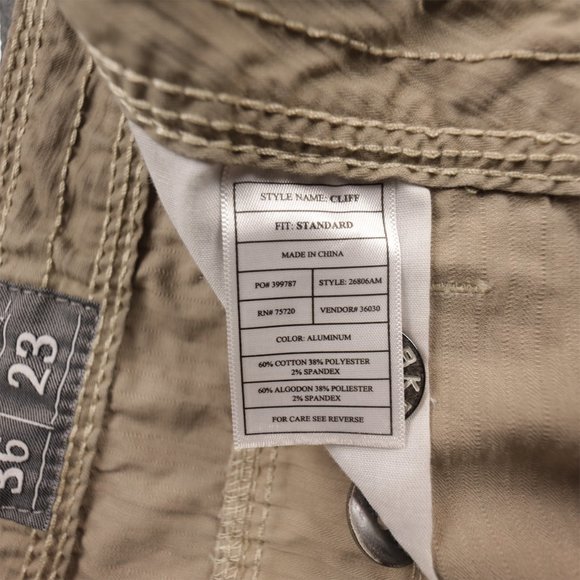 STYLE NAME: CLIFF
FIT: STANDARD
MADE IN CHINA
PO# 399787 STYLE: 26806AM
RN# 75720 VENDOR# 36030
COLOR: ALUMINUM
60% COTTON 38% POLYESTER
2% SPANDEX
60% ALGODON 38% POLIESTER
2% SPANDEX
FOR CARE SEE REVERSE
36 23